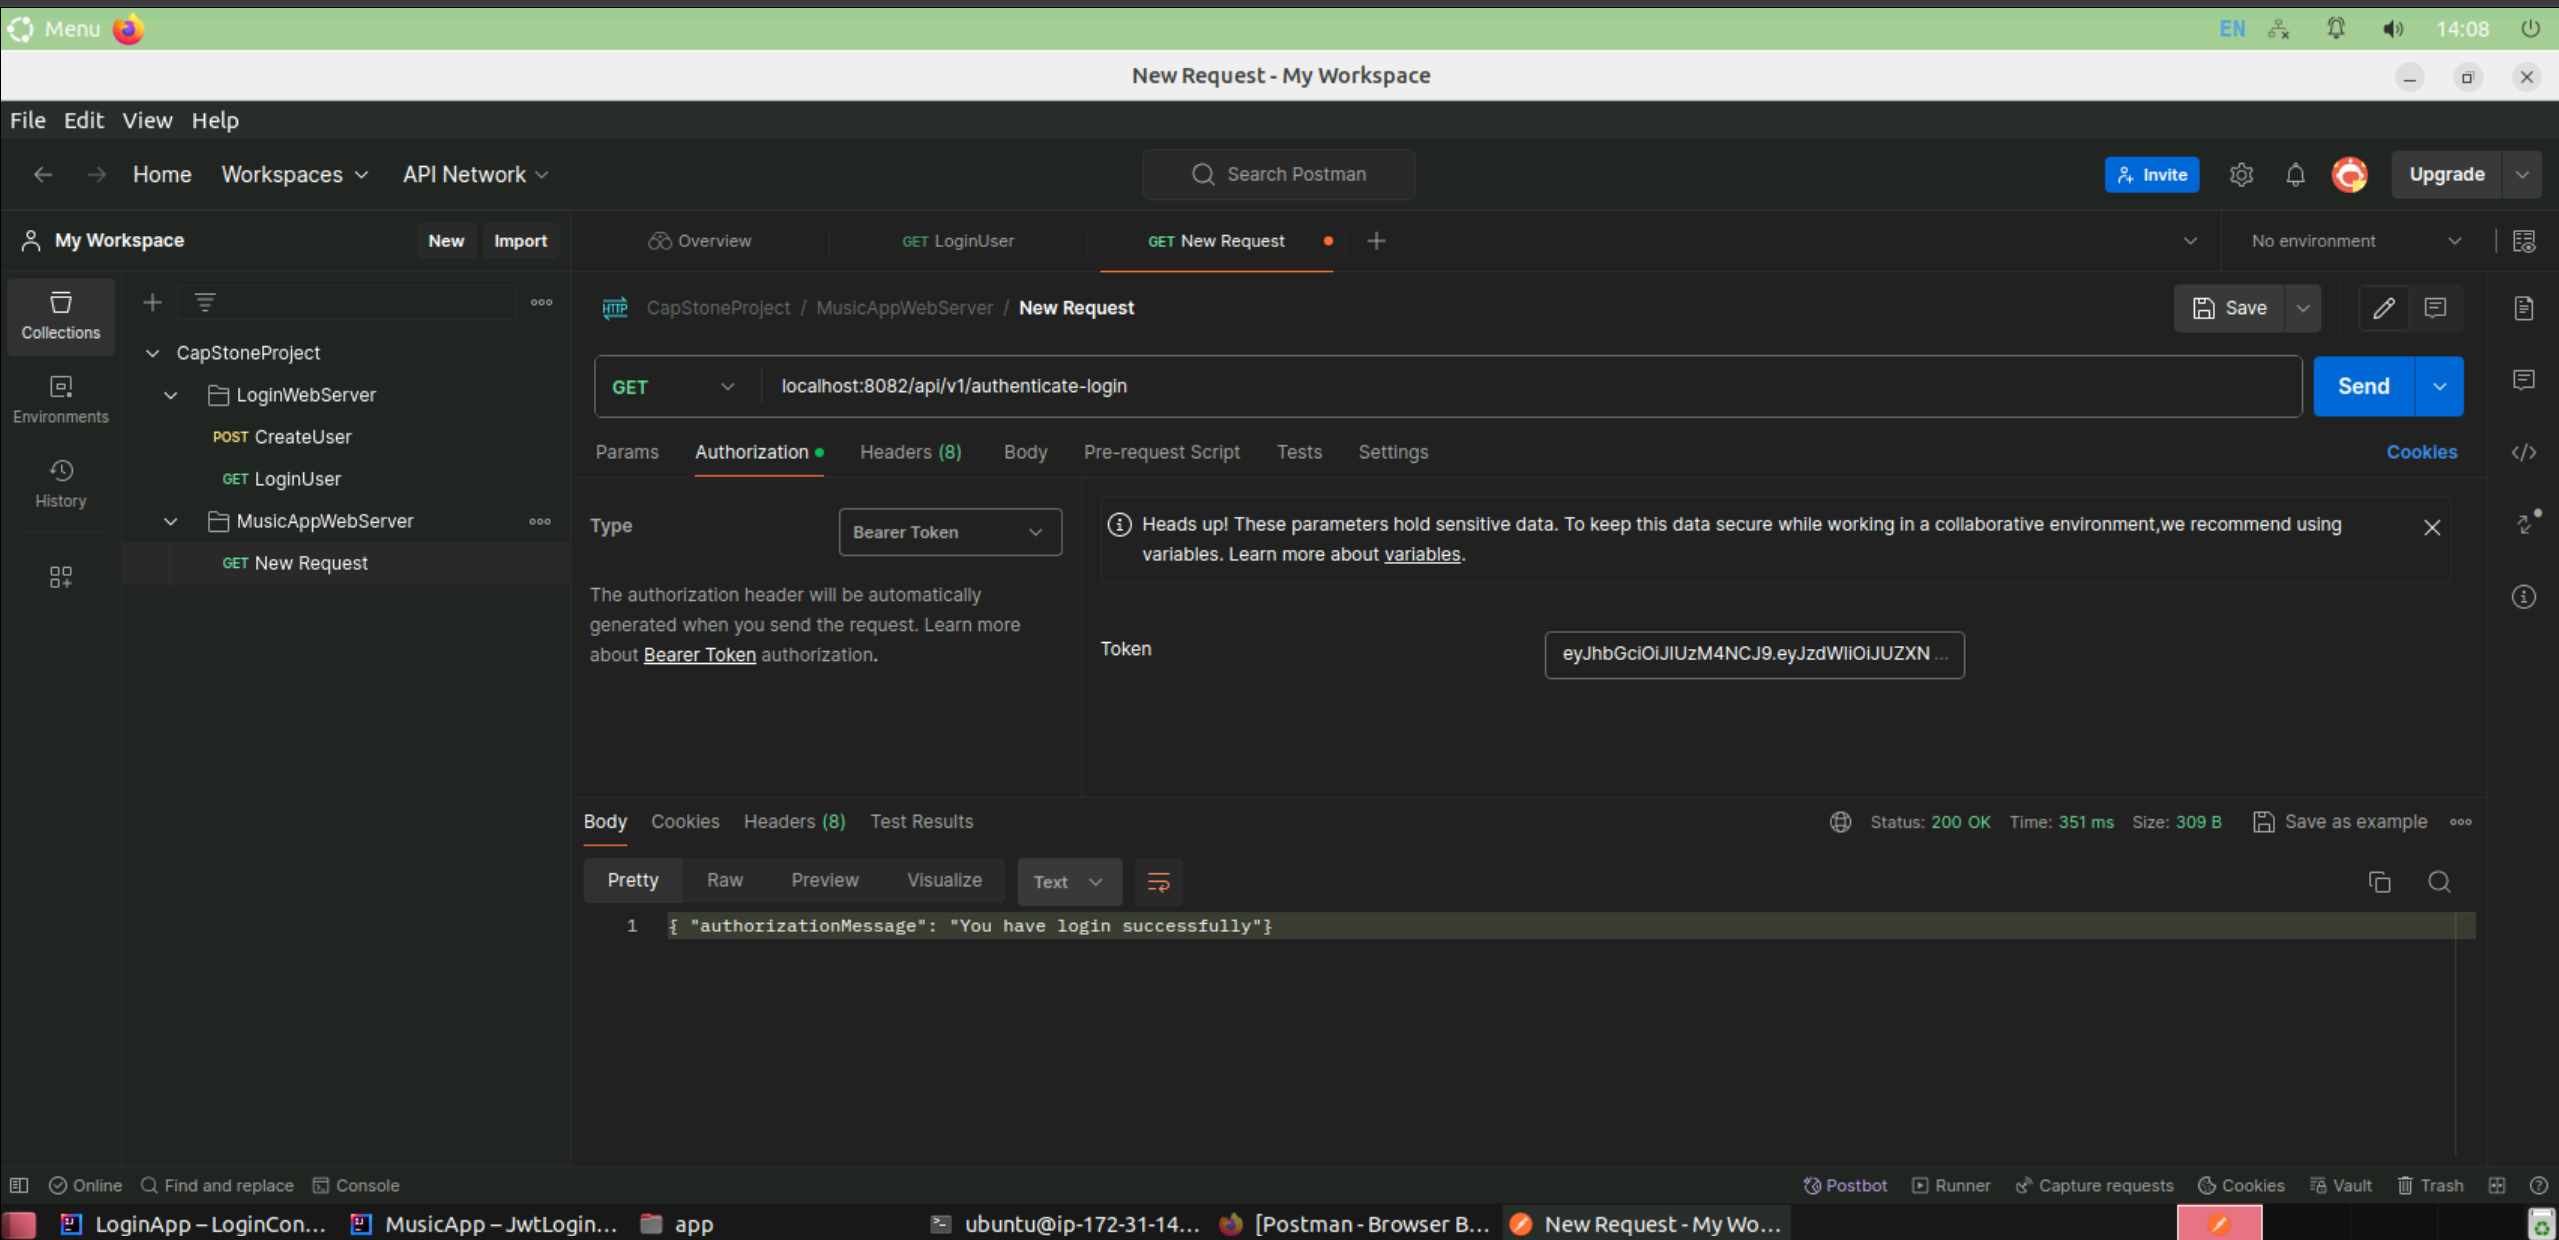 Menu
EN
14:08
New Request - My Workspace
File Edit View Help
Home Workspaces API Network
Search Postman
Invite
Upgrade
My Workspace New Import
Overview
GET LoginUser
GET New Request
No environment
Collections
Environments
History
CapStoneProject
LoginWebServer
POST CreateUser
GET LoginUser
MusicAppWebServer
GET New Request
HTTP CapStoneProject / MusicAppWebServer / New Request
Save
GET localhost:8082/api/v1/authenticate-login
Send
Params Authorization Headers (8) Body Pre-request Script Tests Settings
Cookies
Type
Bearer Token
The authorization header will be automatically
generated when you send the request. Learn more
about Bearer Token authorization.
Heads up! These parameters hold sensitive data. To keep this data secure while working in a collaborative environment,we recommend using
variables. Learn more about variables.
Token
eyJhbGciOiJIUzM4NCJ9.eyJzdWIiOiJUZXN ...
Body Cookies Headers (8) Test Results
Status: 200 OK Time: 351 ms Size: 309 B
Save as example
Pretty Raw Preview Visualize Text
1 { "authorizationMessage": "You have login successfully"}
Online Find and replace Console
Postbot Runner Capture requests Cookies Vault Trash
LoginApp – LoginCon... MusicApp – JwtLogin... app ubuntu@ip-172-31-14... [Postman - Browser B... New Request - My Wo...